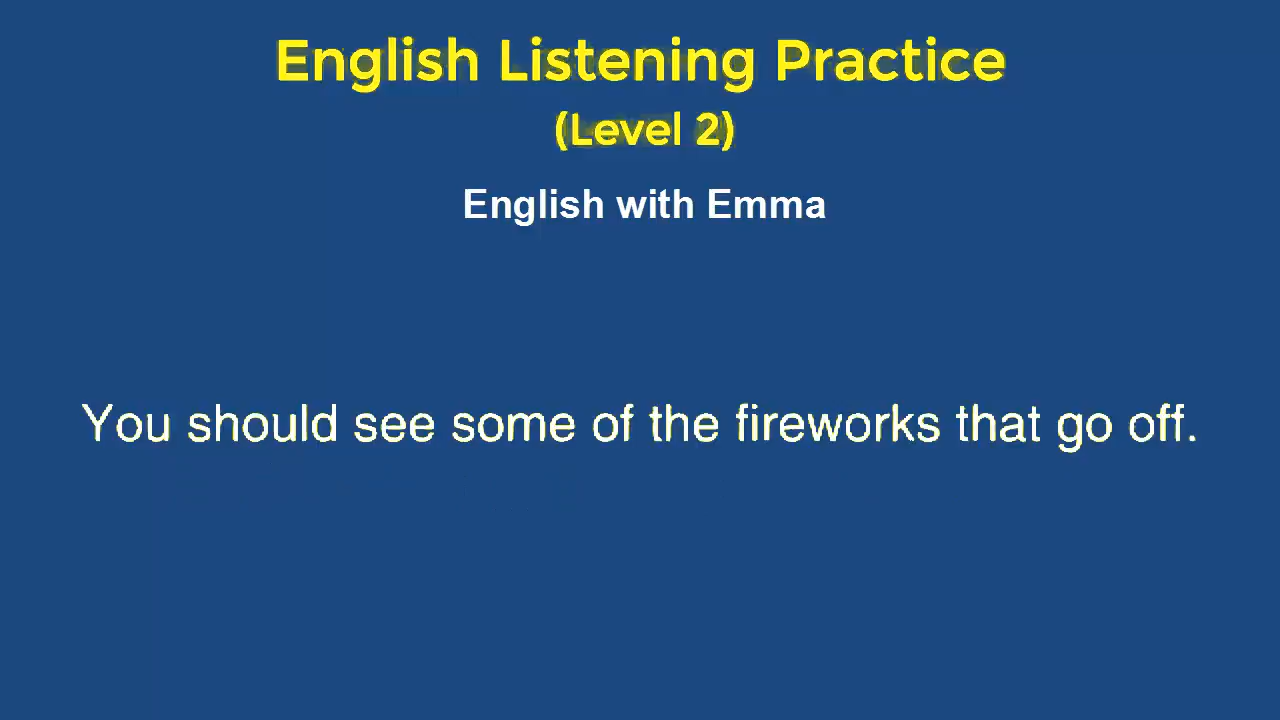 English Listening Practice
(Level 2)
English with Emma
You should see some of the fireworks that go off.